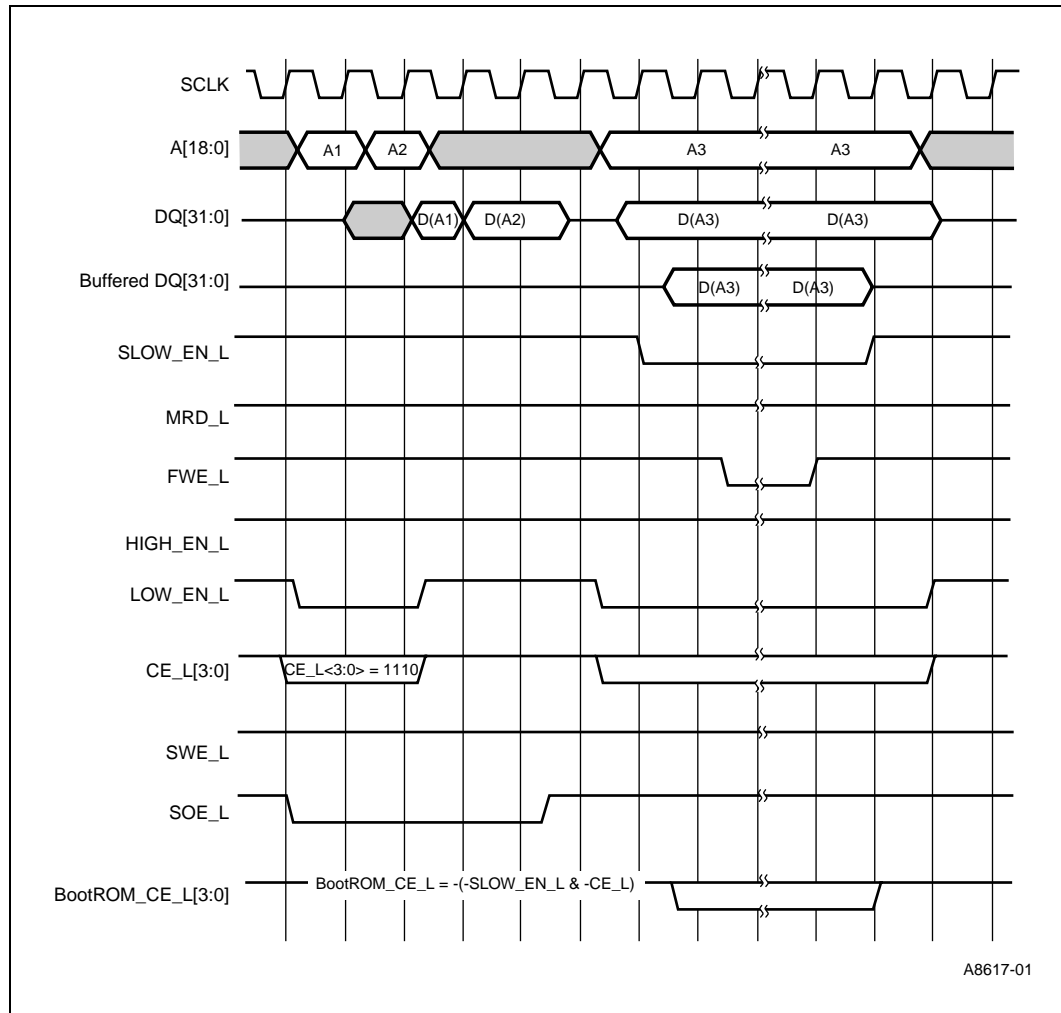 SCLK
A[18:0] A1 A2 A3 A3
DQ[31:0] D(A1) D(A2) D(A3) D(A3)
Buffered DQ[31:0] D(A3) D(A3)
SLOW_EN_L
MRD_L
FWE_L
HIGH_EN_L
LOW_EN_L
CE_L[3:0] CE_L<3:0> = 1110
SWE_L
SOE_L
BootROM_CE_L[3:0] BootROM_CE_L = -(-SLOW_EN_L & -CE_L)
A8617-01